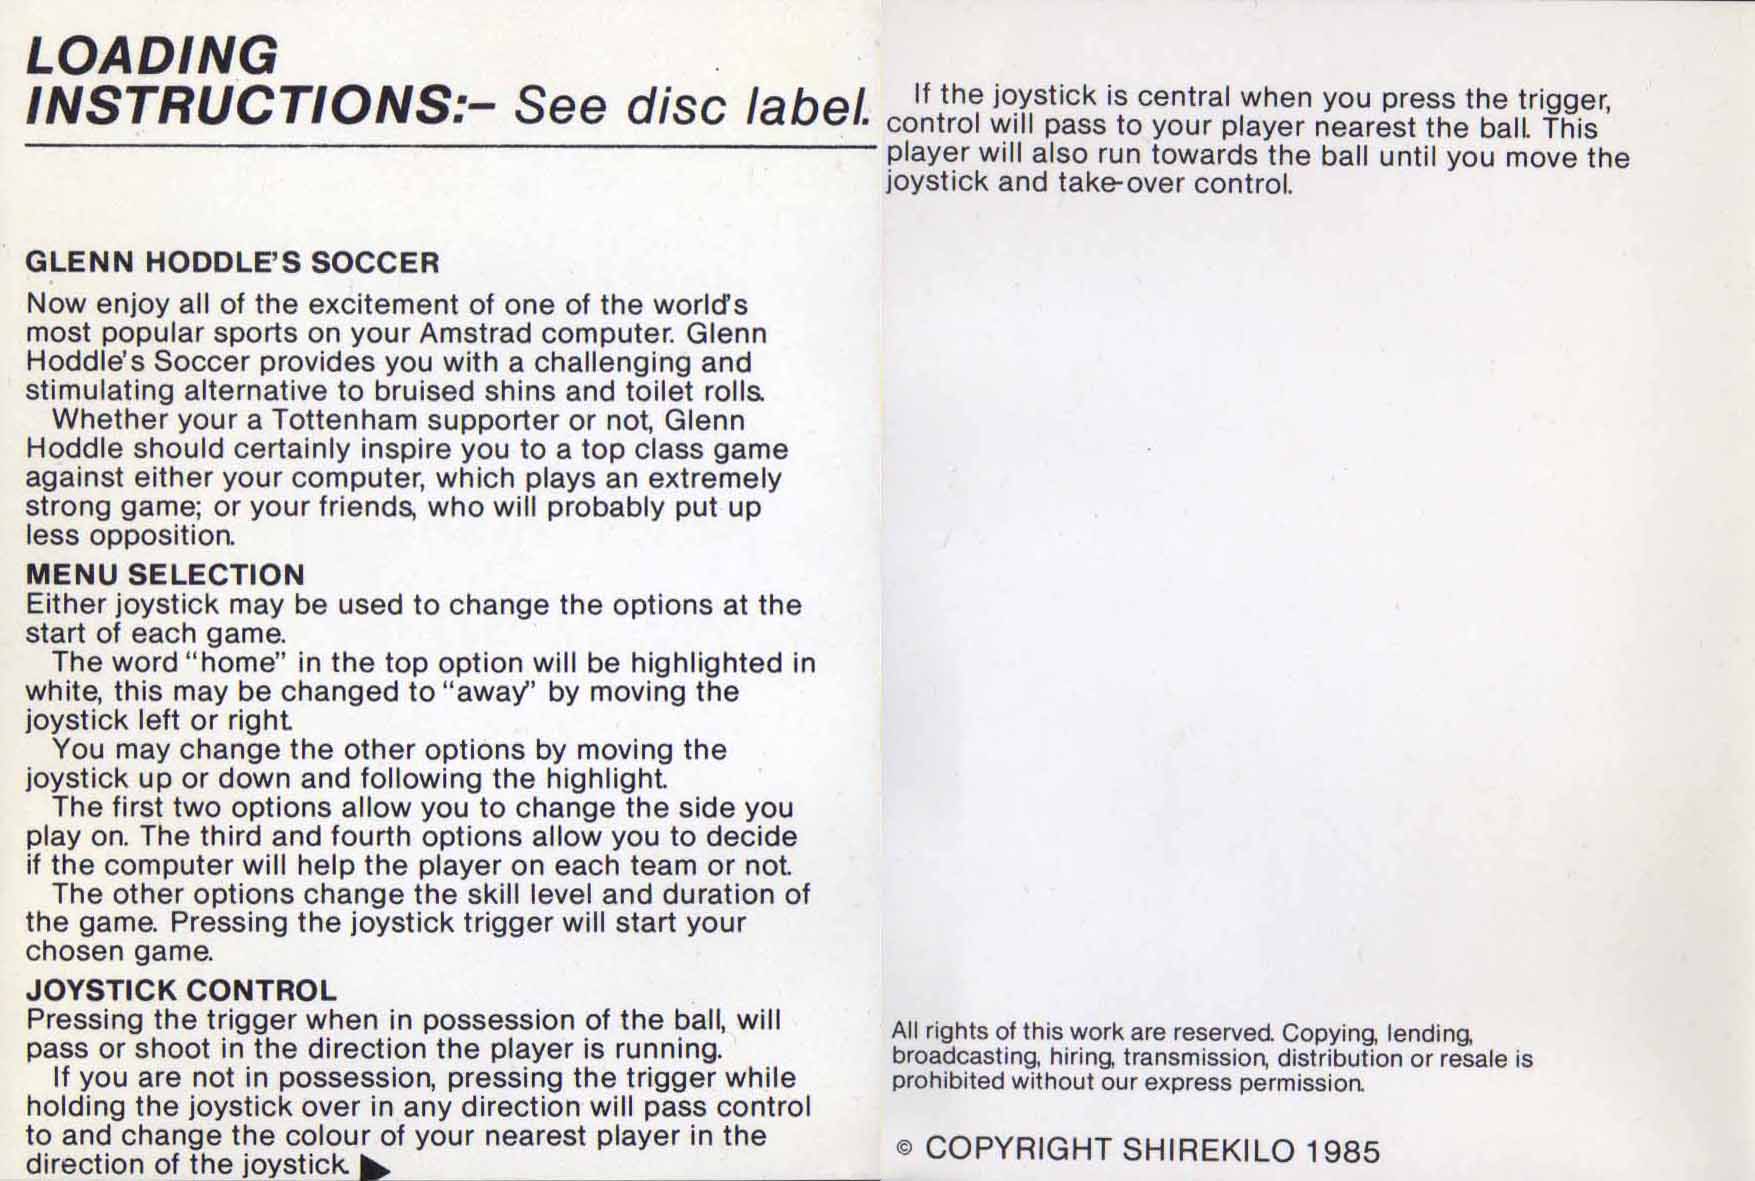 LOADING
INSTRUCTIONS:– See disc label.
GLENN HODDLE'S SOCCER
Now enjoy all of the excitement of one of the world's
most popular sports on your Amstrad computer. Glenn
Hoddle's Soccer provides you with a challenging and
stimulating alternative to bruised shins and toilet rolls.
Whether your a Tottenham supporter or not, Glenn
Hoddle should certainly inspire you to a top class game
against either your computer, which plays an extremely
strong game; or your friends, who will probably put up
less opposition.
MENU SELECTION
Either joystick may be used to change the options at the
start of each game.
The word "home" in the top option will be highlighted in
white, this may be changed to "away" by moving the
joystick left or right.
You may change the other options by moving the
joystick up or down and following the highlight.
The first two options allow you to change the side you
play on. The third and fourth options allow you to decide
if the computer will help the player on each team or not.
The other options change the skill level and duration of
the game. Pressing the joystick trigger will start your
chosen game.
JOYSTICK CONTROL
Pressing the trigger when in possession of the ball, will
pass or shoot in the direction the player is running.
If you are not in possession, pressing the trigger while
holding the joystick over in any direction will pass control
to and change the colour of your nearest player in the
direction of the joystick.
If the joystick is central when you press the trigger,
control will pass to your player nearest the ball. This
player will also run towards the ball until you move the
joystick and take-over control.
All rights of this work are reserved. Copying, lending,
broadcasting, hiring, transmission, distribution or resale is
prohibited without our express permission.
© COPYRIGHT SHIREKILO 1985